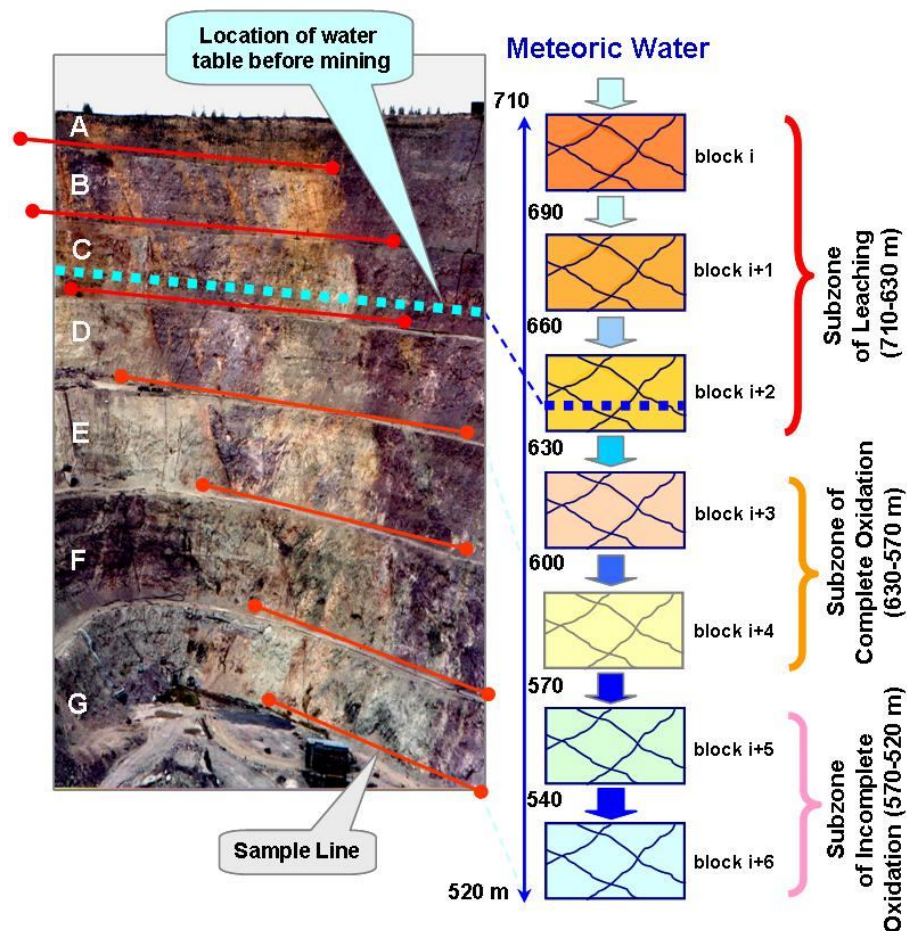 Location of water
table before mining
A
B
C
D
E
F
G
Sample Line
Meteoric Water
710
690
660
630
600
570
540
520 m
block i
block i+1
block i+2
block i+3
block i+4
block i+5
block i+6
Subzone
of Leaching
(710-630 m)
Subzone of
Complete Oxidation
(630-570 m)
Subzone
of Incomplete
Oxidation (570-520 m)